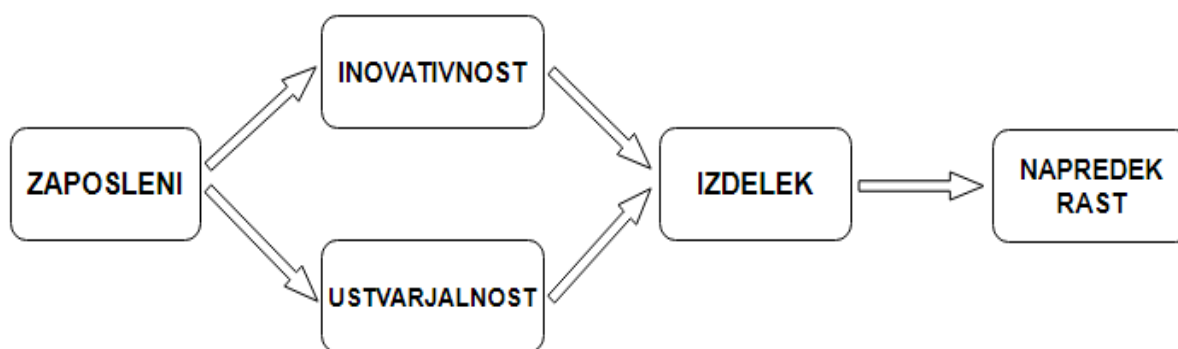 ZAPOSLENI
INOVATIVNOST
USTVARJALNOST
IZDELEK
NAPREDEK
RAST